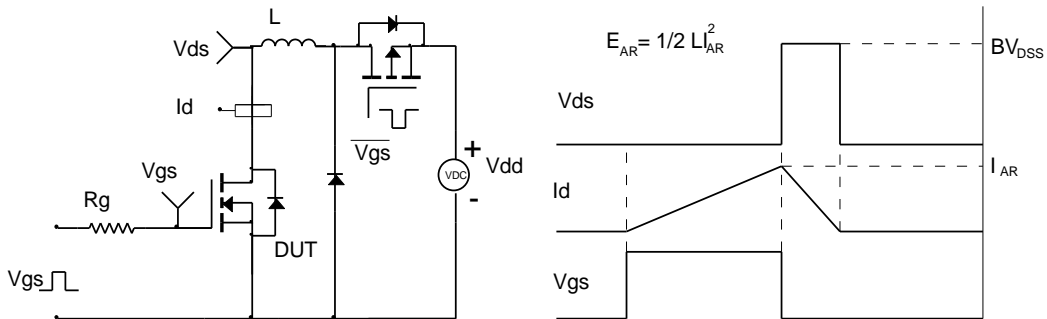 L
Vds
Id
Vgs
Rg
Vgs
DUT
Vgs
+
VDC
-
Vdd
E_AR = 1/2 LI_AR^2
BV_DSS
Vds
I_AR
Id
Vgs